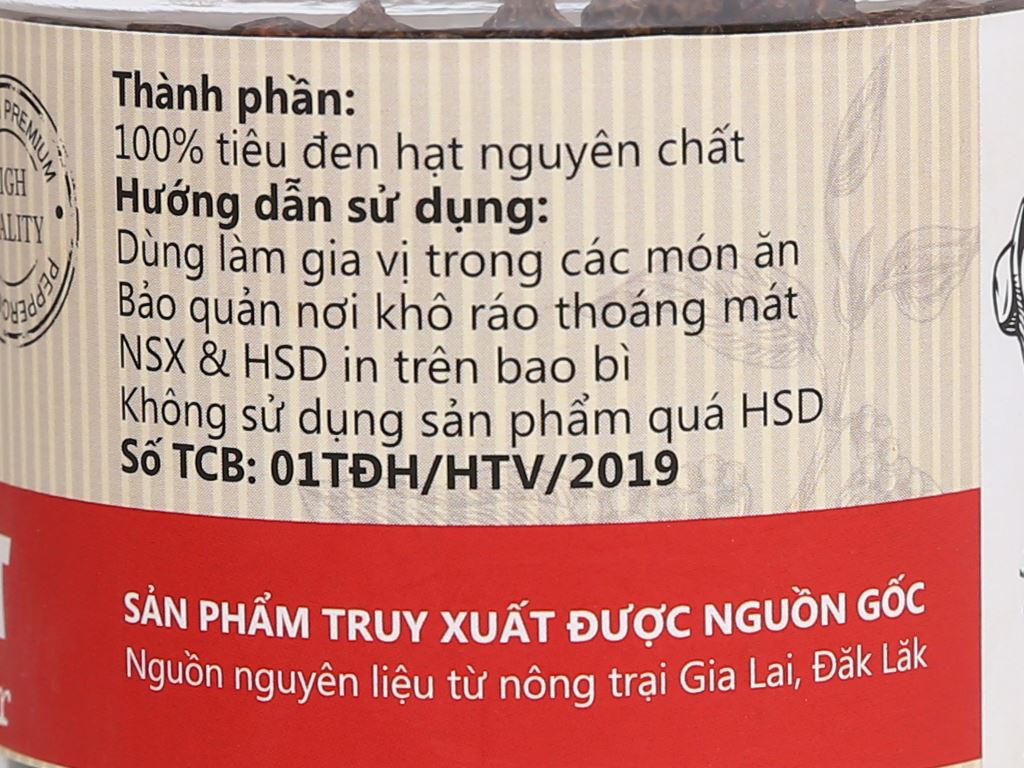 Thành phần:
100% tiêu đen hạt nguyên chất
Hướng dẫn sử dụng:
Dùng làm gia vị trong các món ăn
Bảo quản nơi khô ráo thoáng mát
NSX & HSD in trên bao bì
Không sử dụng sản phẩm quá HSD
Số TCB: 01TĐH/HTV/2019
SẢN PHẨM TRUY XUẤT ĐƯỢC NGUỒN GỐC
Nguồn nguyên liệu từ nông trại Gia Lai, Đăk Lăk
PREMIUM